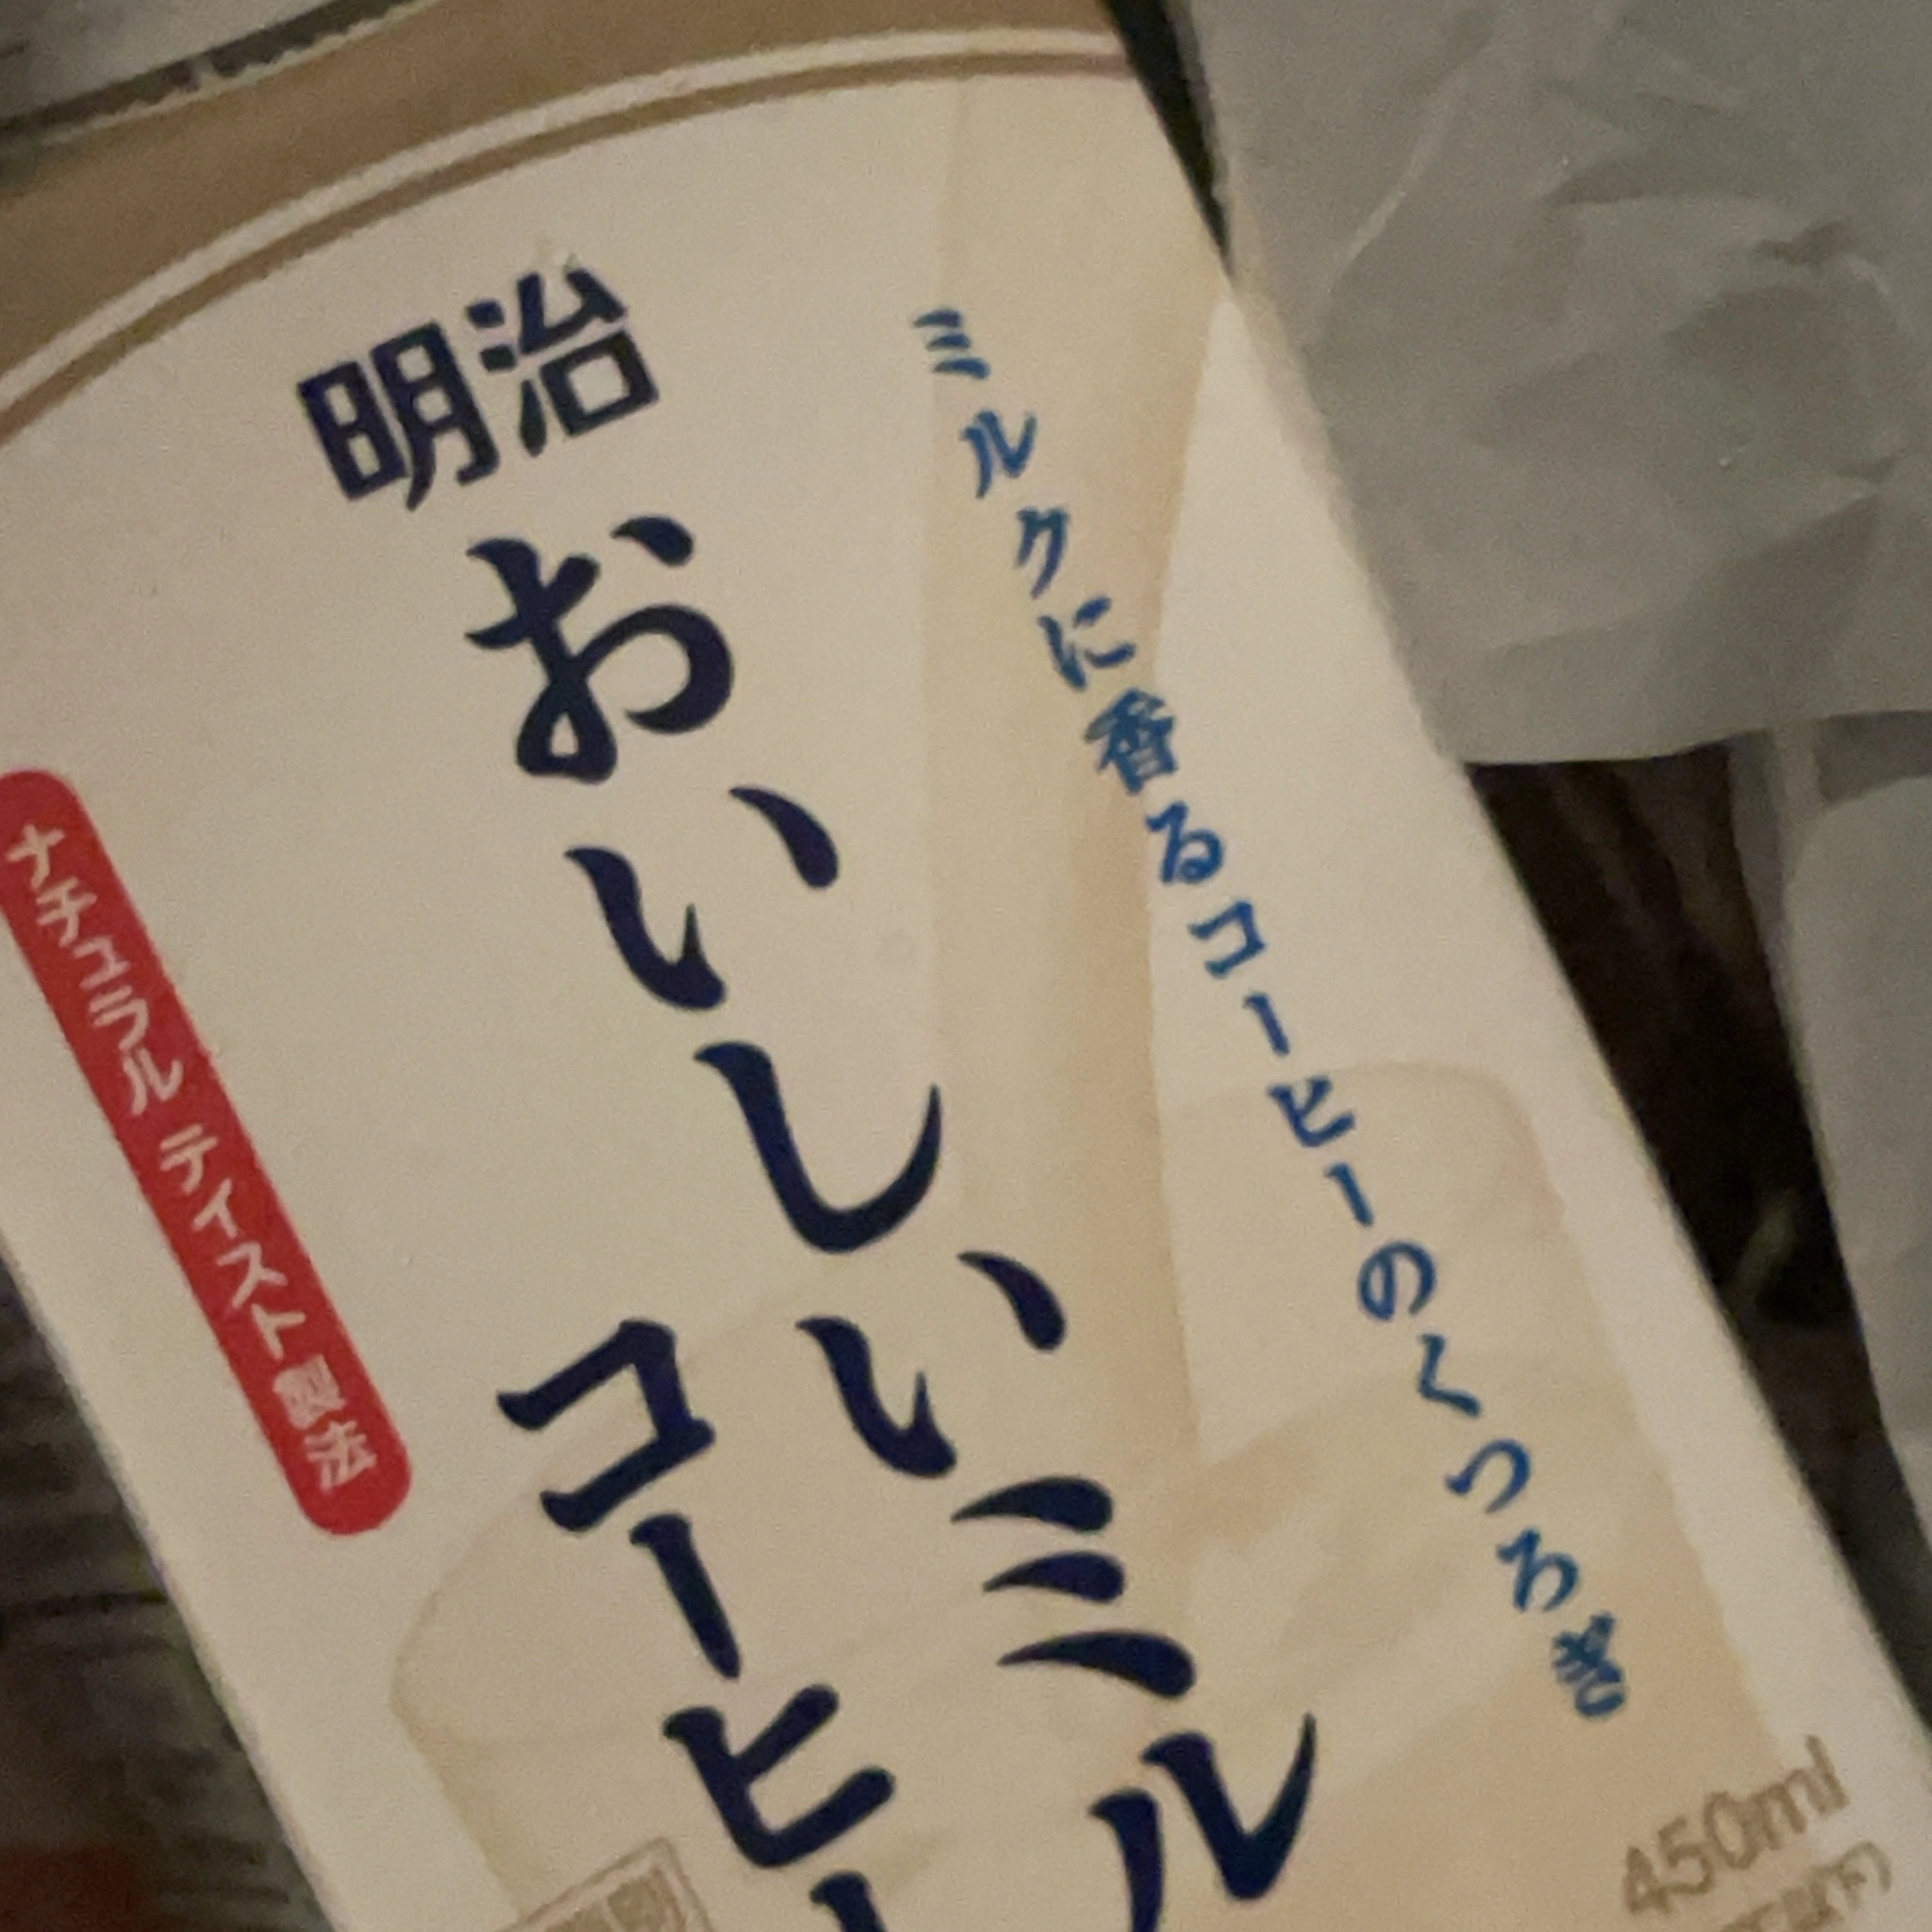 明治
ミルクに香るコーヒーのくつろぎ
おいしいミル
コーヒー
ナチュラル テイスト製法
450ml